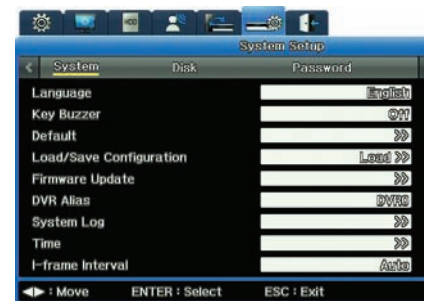 HDD
System Setup
System Disk Password
Language English
Key Buzzer Off
Default >>
Load/Save Configuration Load >>
Firmware Update >>
DVR Alias DVR0
System Log >>
Time >>
I-frame Interval Auto
◀▶ : Move ENTER : Select ESC : Exit